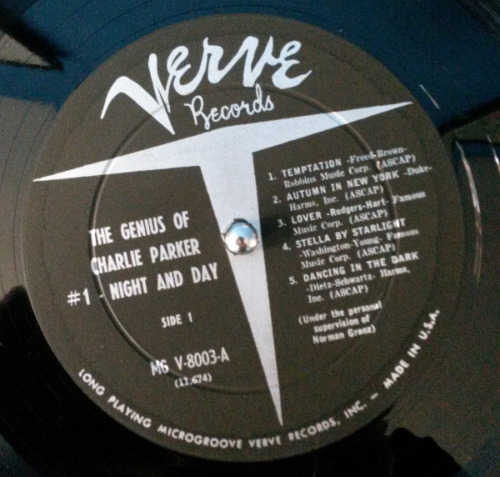 Verve
Records
THE GENIUS OF
CHARLIE PARKER
#1 - NIGHT AND DAY
SIDE 1
MG V-8003-A
(11,674)
1. TEMPTATION -Freed-Brown-
Robbins Music Corp. (ASCAP)
2. AUTUMN IN NEW YORK -Duke-
Harms, Inc. (ASCAP)
3. LOVER -Rodgers-Hart- Famous
Music Corp. (ASCAP)
4. STELLA BY STARLIGHT
-Washington-Young, Famous
Music Corp. (ASCAP)
5. DANCING IN THE DARK
-Dietz-Schwartz- Harms,
Inc. (ASCAP)
(Under the personal
supervision of
Norman Granz)
LONG PLAYING MICROGROOVE VERVE RECORDS, INC. — MADE IN U.S.A.